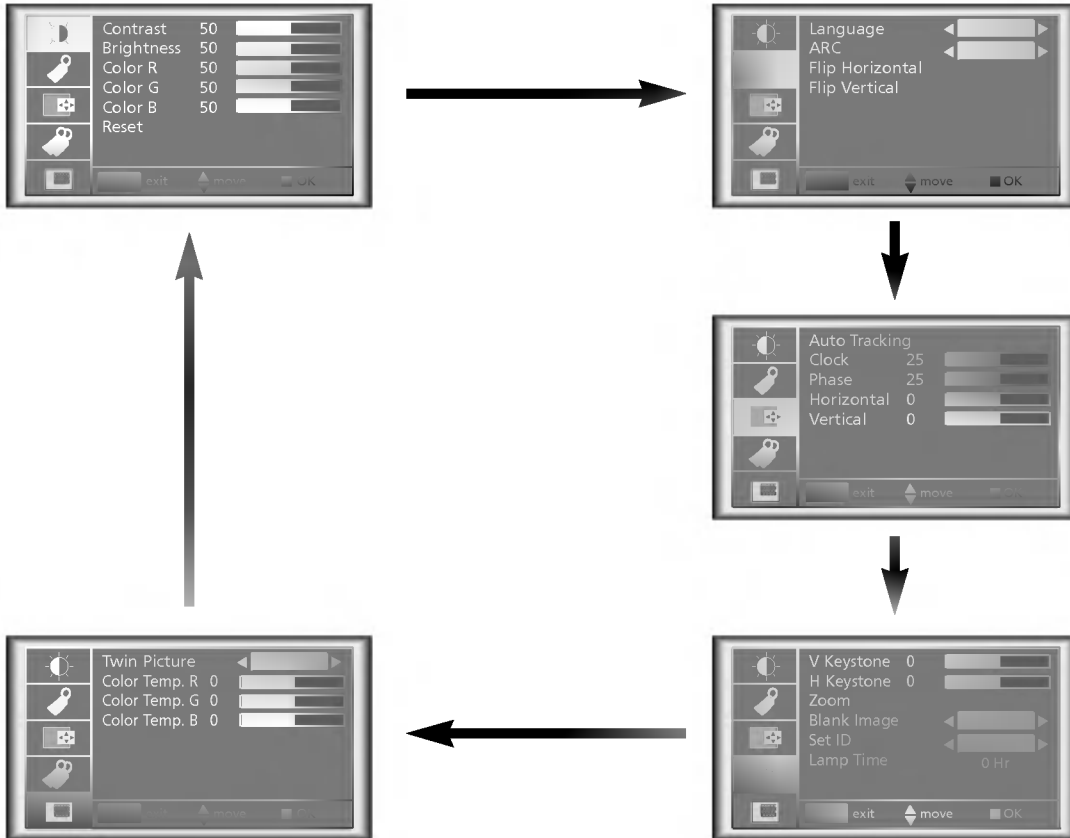 Contrast 50
Brightness 50
Color R 50
Color G 50
Color B 50
Reset
exit move OK
Language
ARC
Flip Horizontal
Flip Vertical
exit move OK
Auto Tracking
Clock 25
Phase 25
Horizontal 0
Vertical 0
exit move OK
V Keystone 0
H Keystone 0
Zoom
Blank Image
Set ID
Lamp Time 0 Hr
exit move OK
Twin Picture
Color Temp. R 0
Color Temp. G 0
Color Temp. B 0
exit move OK